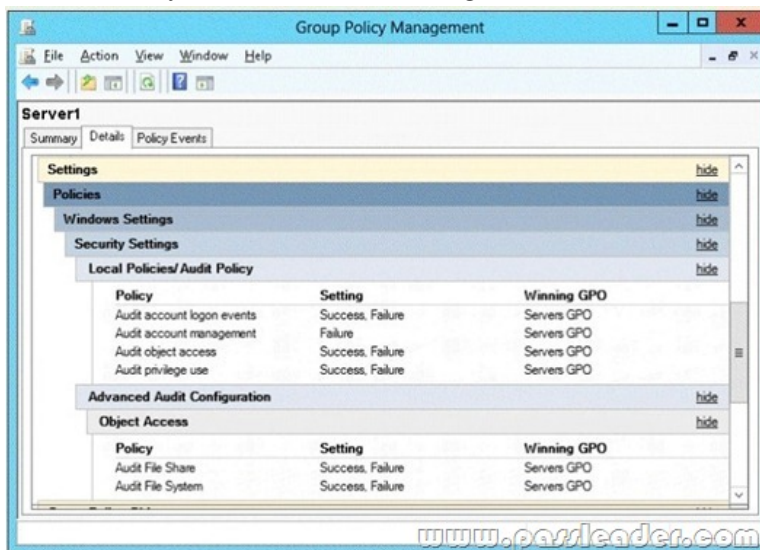 Group Policy Management
File Action View Window Help
Server1
Summary Details Policy Events
Settings hide
Policies hide
Windows Settings hide
Security Settings hide
Local Policies/Audit Policy hide
Policy Setting Winning GPO
Audit account logon events Success, Failure Servers GPO
Audit account management Failure Servers GPO
Audit object access Success, Failure Servers GPO
Audit privilege use Success, Failure Servers GPO
Advanced Audit Configuration hide
Object Access hide
Policy Setting Winning GPO
Audit File Share Success, Failure Servers GPO
Audit File System Success, Failure Servers GPO
www.passleader.com